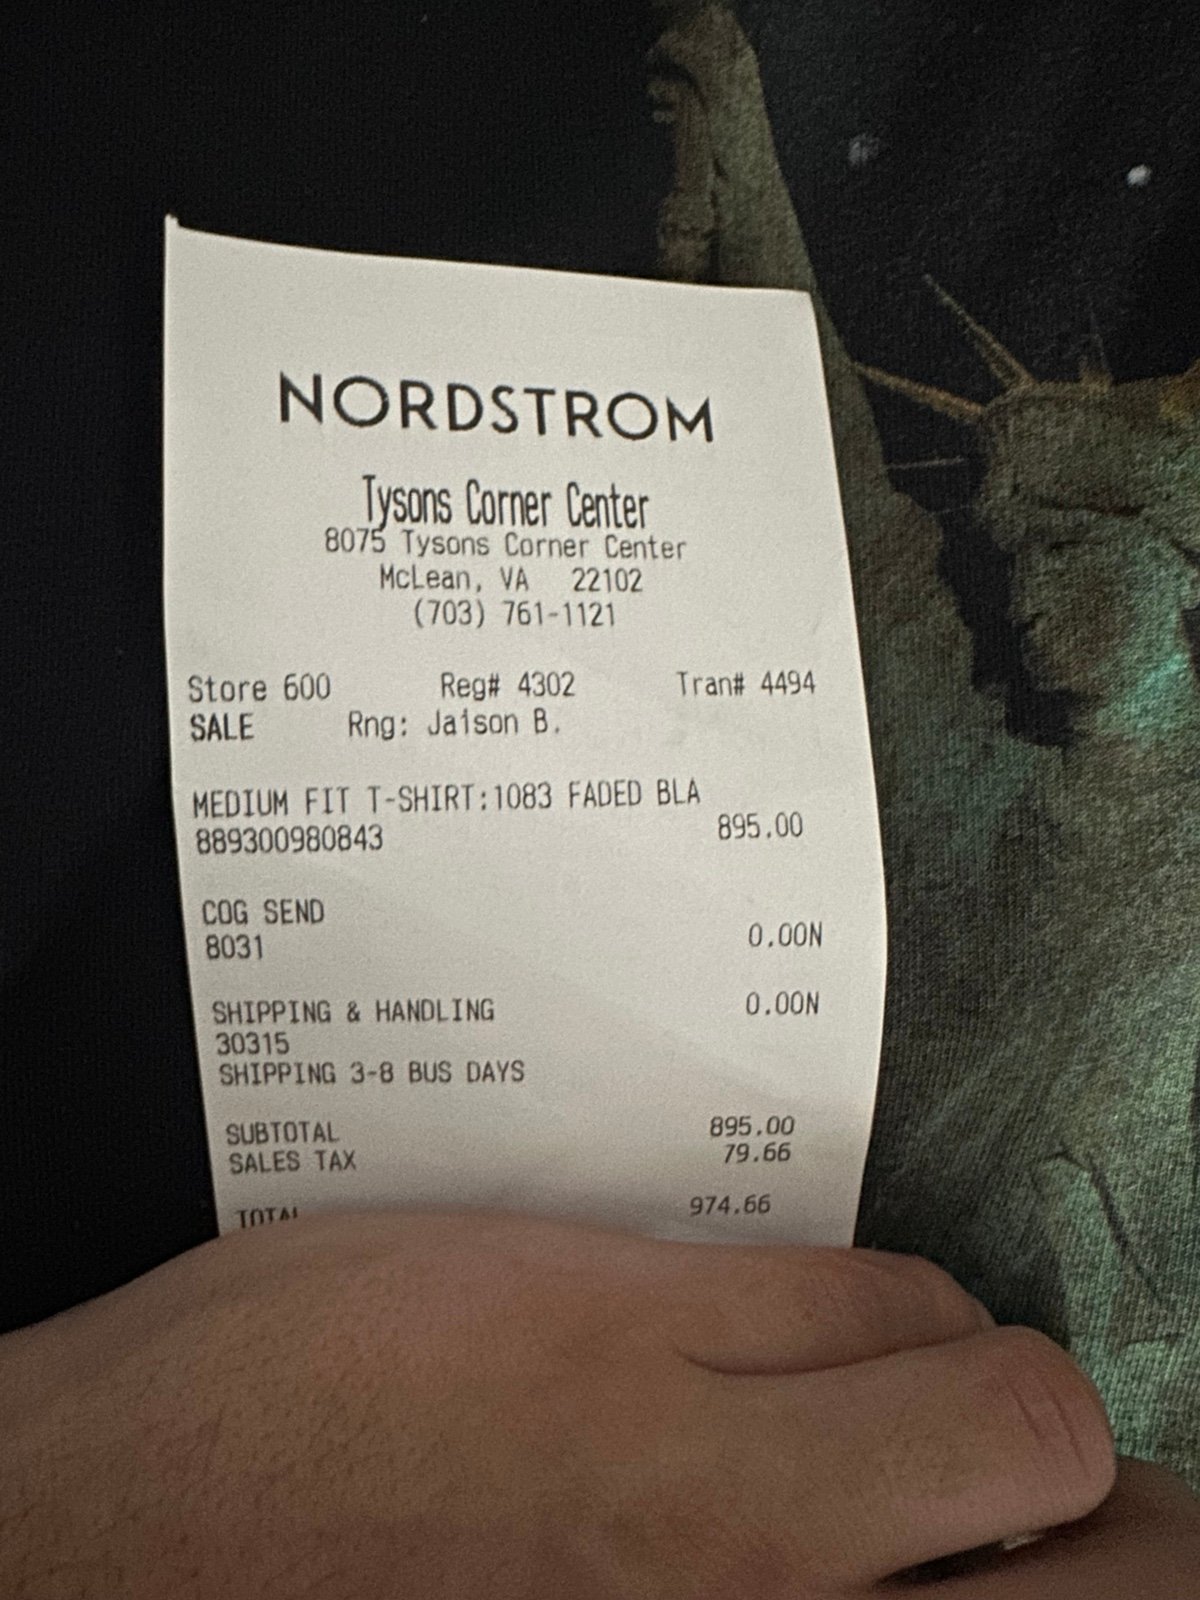 NORDSTROM
Tysons Corner Center
8075 Tysons Corner Center
McLean, VA 22102
(703) 761-1121
Store 600 Reg# 4302 Tran# 4494
SALE Rng: Jaison B.
MEDIUM FIT T-SHIRT:1083 FADED BLA
889300980843 895.00
COG SEND
8031 0.00N
SHIPPING & HANDLING 0.00N
30315
SHIPPING 3-8 BUS DAYS
SUBTOTAL 895.00
SALES TAX 79.66
TOTAL 974.66